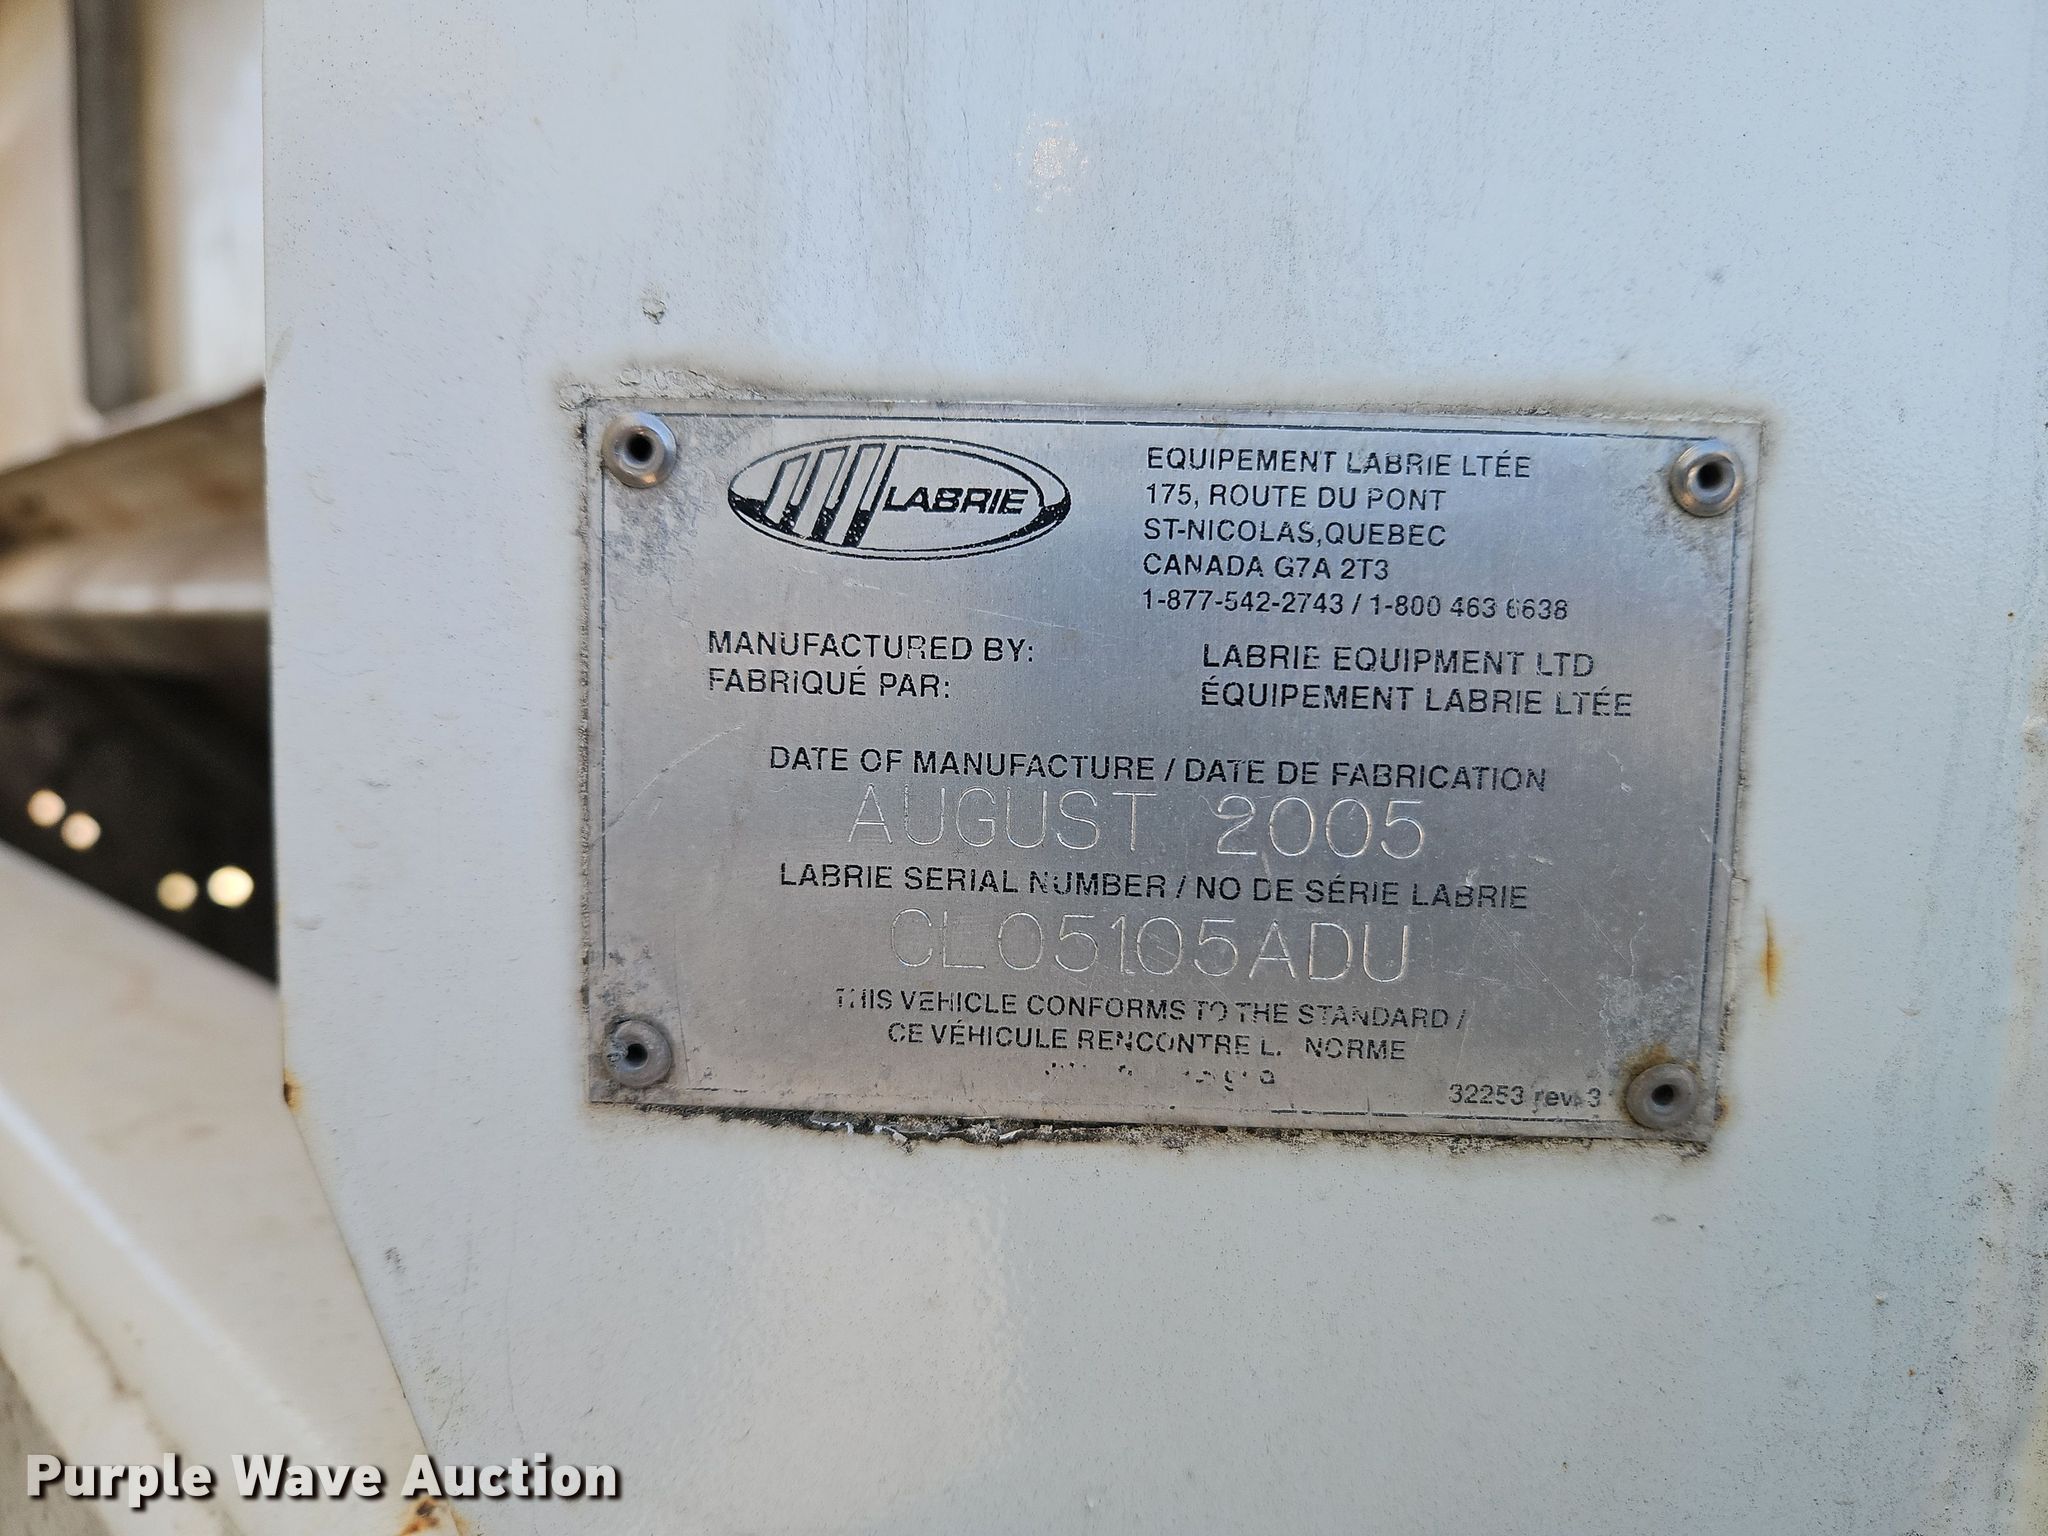 LABRIE
EQUIPEMENT LABRIE LTÉE
175, ROUTE DU PONT
ST-NICOLAS, QUEBEC
CANADA G7A 2T3
1-877-542-2743 / 1-800 463 6638
MANUFACTURED BY: LABRIE EQUIPMENT LTD
FABRIQUÉ PAR: ÉQUIPEMENT LABRIE LTÉE
DATE OF MANUFACTURE / DATE DE FABRICATION
AUGUST 2005
LABRIE SERIAL NUMBER / NO DE SÉRIE LABRIE
CL05105ADU
THIS VEHICLE CONFORMS TO THE STANDARD /
CE VÉHICULE RENCONTRE NORME
32253 rev. 3
Purple Wave Auction